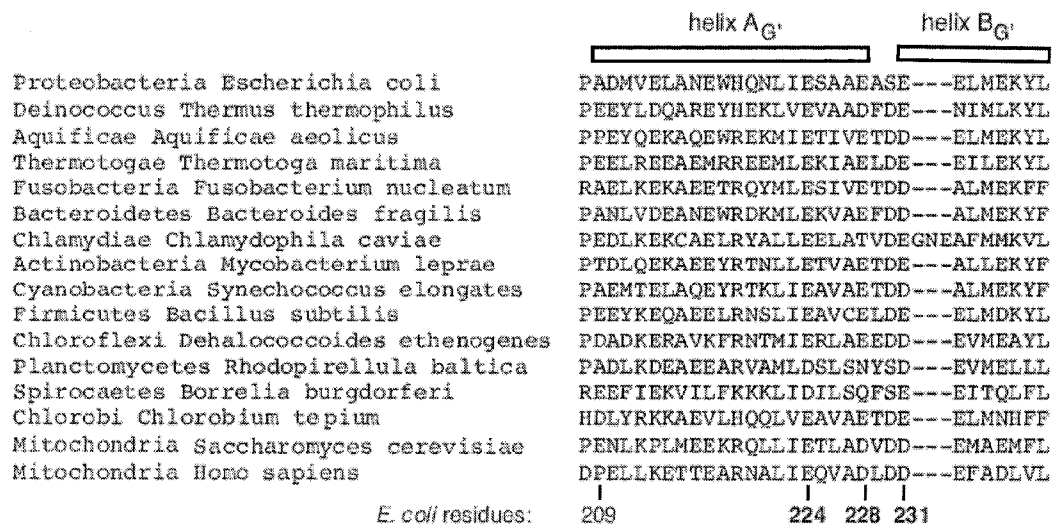 helix A_G' helix B_G'
Proteobacteria Escherichia coli PADMVELANEWHQNLIESAAEASE---ELMEKYL
Deinococcus Thermus thermophilus PEEYLDQAREYHEKLVEVAADFDE---NIMLKYL
Aquificae Aquificae aeolicus PPEYQEKAQEWREKMIETIVETDD---ELMEKYL
Thermotogae Thermotoga maritima PEELREEAEMRREEMLEKIAELDE---EILEKYL
Fusobacteria Fusobacterium nucleatum RAELKEKAEETRQYMLESIVETDD---ALMEKFF
Bacteroidetes Bacteroides fragilis PANLVDEANEWRDKMLEKVAEFDD---ALMEKYF
Chlamydiae Chlamydophila caviae PEDLKEKCAELRYALLEELATVDEGNEAFMMKVL
Actinobacteria Mycobacterium leprae PTDLQEKAEEYRTNLLETVAETDE---ALLEKYF
Cyanobacteria Synechococcus elongates PAEMTELAQEYRTKLIEAVAETDD---ALMEKYF
Firmicutes Bacillus subtilis PEEYKEQAEELRNSLIEAVCELDD---ELMDKYL
Chloroflexi Dehalococcoides ethenogenes PDADKERAVKFRNTMIERLAEEDD---EVMEAYL
Planctomycetes Rhodopirellula baltica PADLKDEAEEARVAMLDSLSNYSD---EVMELLL
Spirocaetes Borrelia burgdorferi REEFIEKVILFKKKLIDILSQFSE---EITQLFL
Chlorobi Chlorobium tepium HDLYRKKAEVLHQQLVEAVAETDE---ELMNHFF
Mitochondria Saccharomyces cerevisiae PENLKPLMEEKRQLLIETLADVDD---EMAEMFL
Mitochondria Homo sapiens DPELLKETTEARNALIEQVADLDD---EFADLVL
E. coli residues: 209 224 228 231